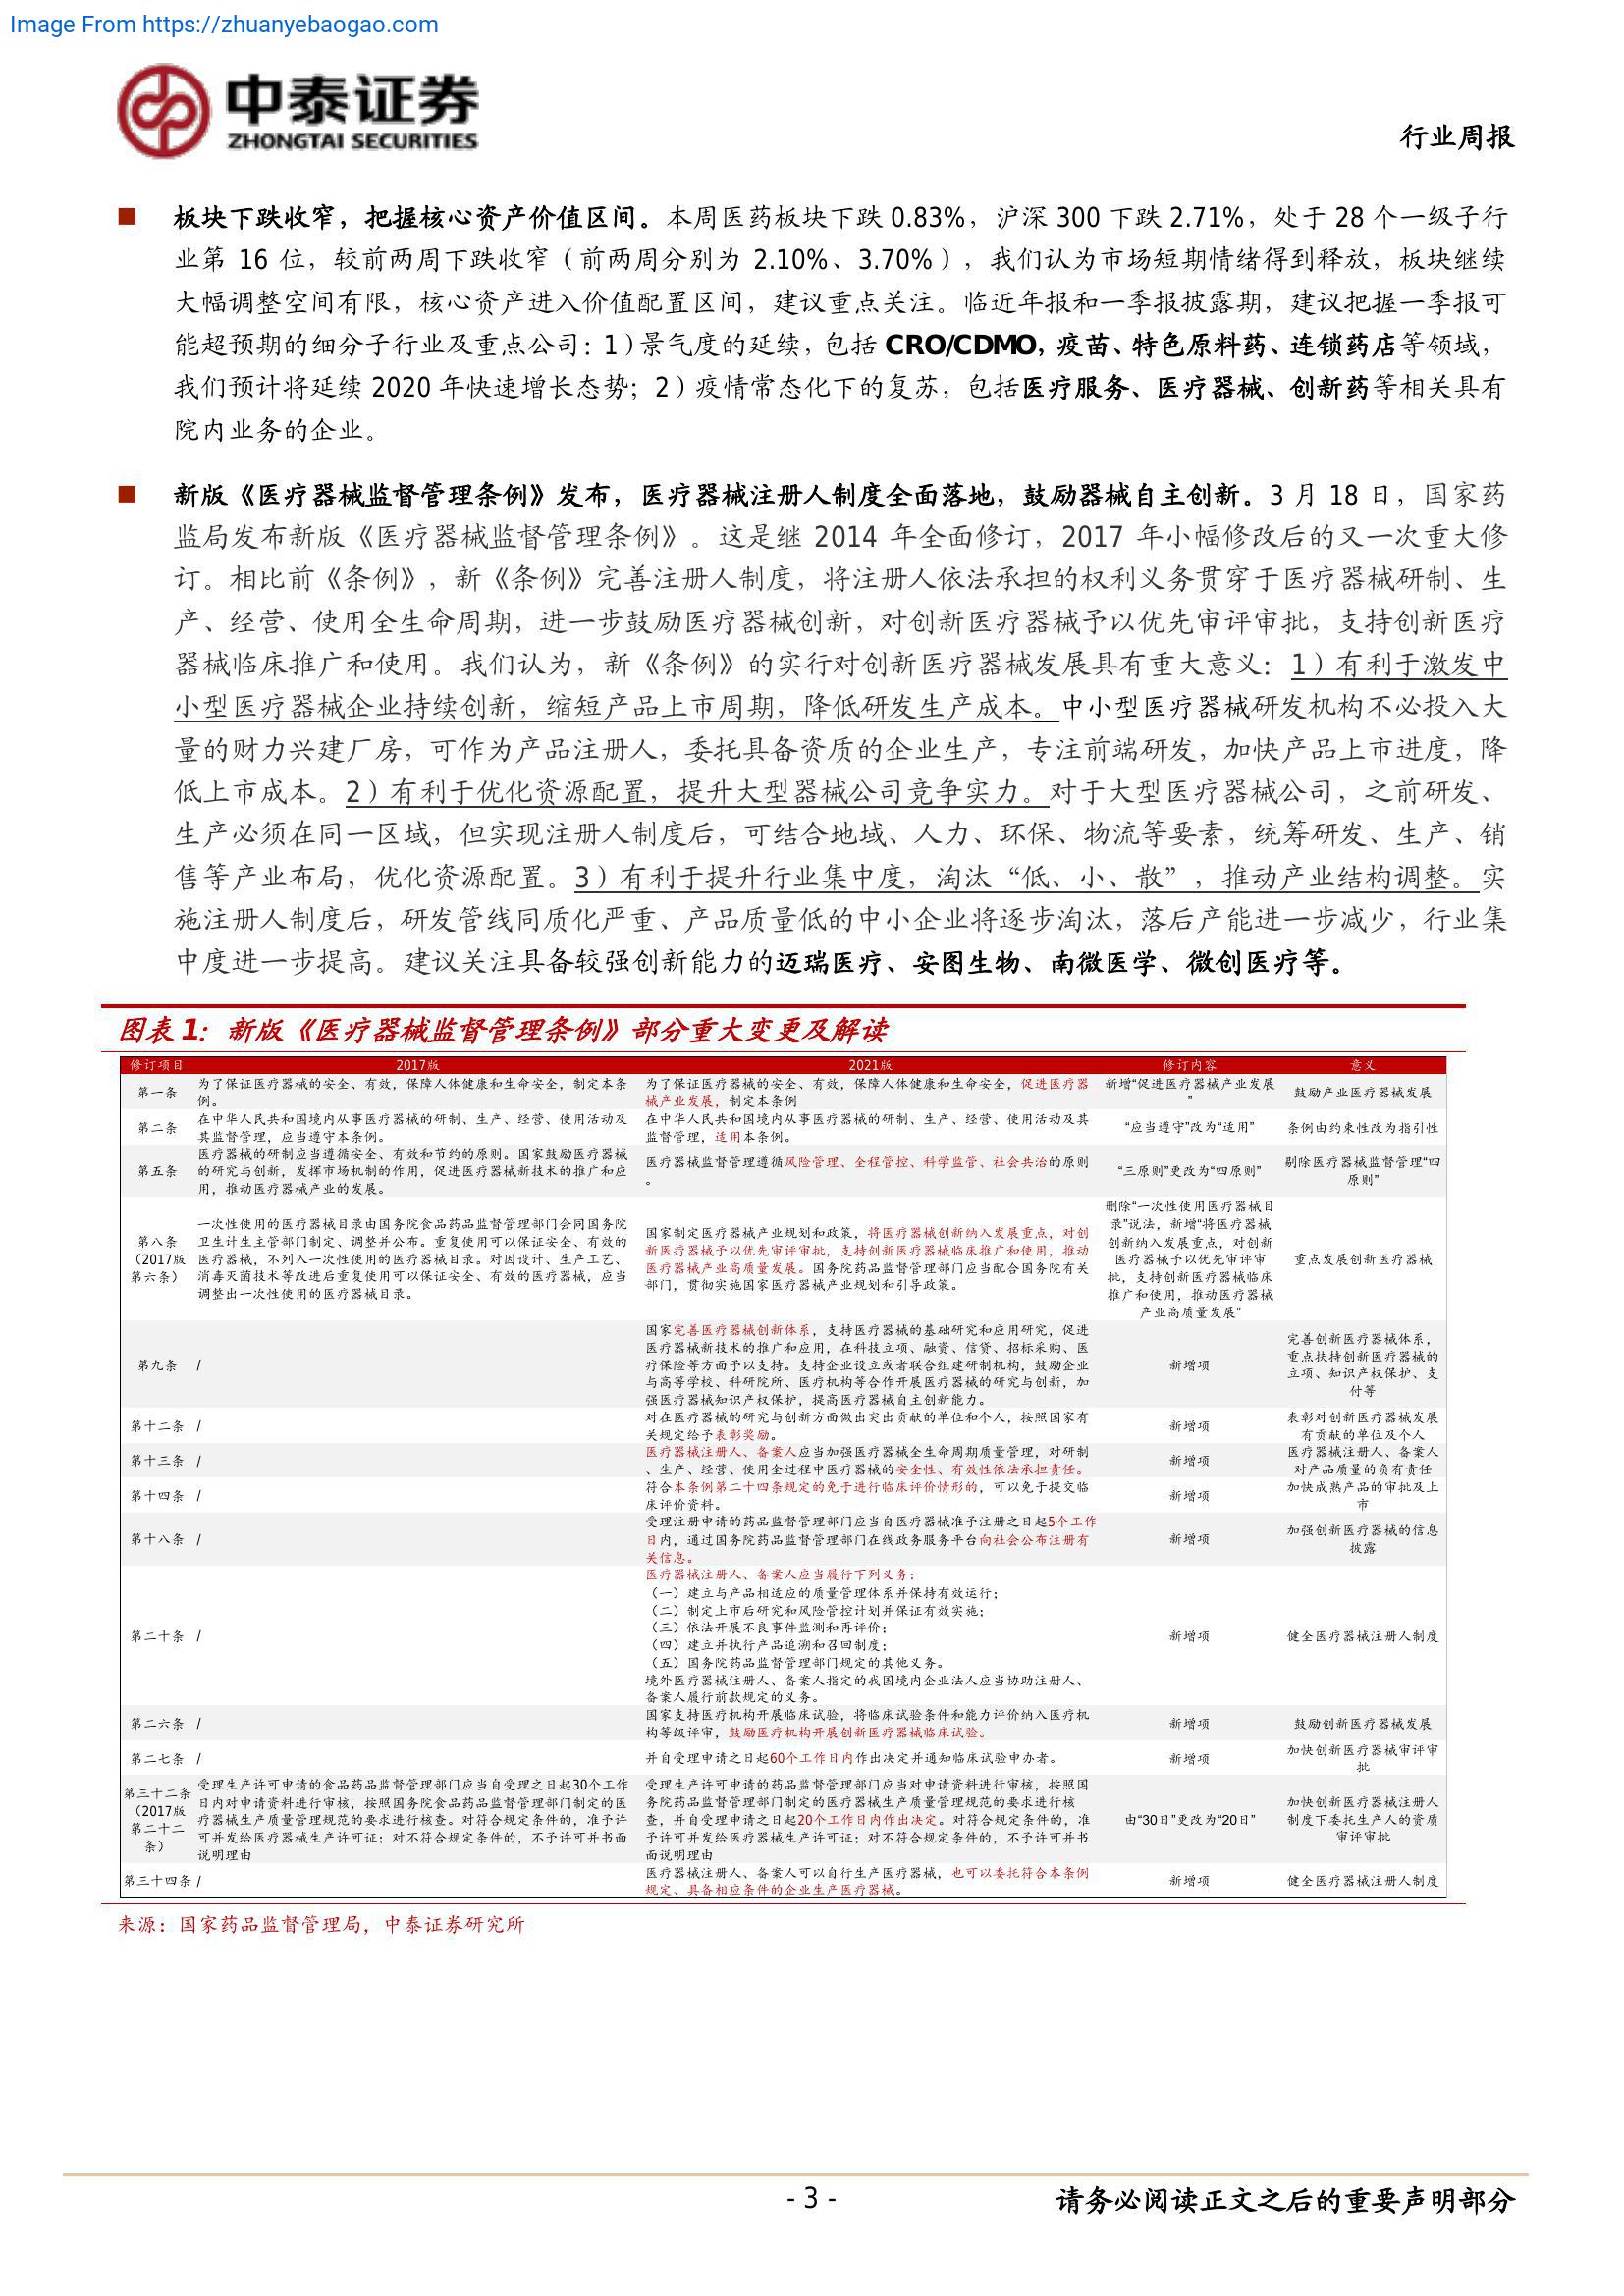 Image From https://zhuanyebaogao.com
中泰证券
ZHONGTAI SECURITIES
行业周报
板块下跌收窄，把握核心资产价值区间。本周医药板块下跌 0.83%，沪深 300 下跌 2.71%，处于 28 个一级子行
业第 16 位，较前两周下跌收窄（前两周分别为 2.10%、3.70%），我们认为市场短期情绪得到释放，板块继续
大幅调整空间有限，核心资产进入价值配置区间，建议重点关注。临近年报和一季报披露期，建议把握一季报可
能超预期的细分子行业及重点公司：1）景气度的延续，包括 CRO/CDMO，疫苗、特色原料药、连锁药店等领域，
我们预计将延续 2020 年快速增长态势；2）疫情常态化下的复苏，包括医疗服务、医疗器械、创新药等相关具有
院内业务的企业。
新版《医疗器械监督管理条例》发布，医疗器械注册人制度全面落地，鼓励器械自主创新。3 月 18 日，国家药
监局发布新版《医疗器械监督管理条例》。这是继 2014 年全面修订，2017 年小幅修改后的又一次重大修
订。相比前《条例》，新《条例》完善注册人制度，将注册人依法承担的权利义务贯穿于医疗器械研制、生
产、经营、使用全生命周期，进一步鼓励医疗器械创新，对创新医疗器械予以优先审评审批，支持创新医疗
器械临床推广和使用。我们认为，新《条例》的实行对创新医疗器械发展具有重大意义：1）有利于激发中
小型医疗器械企业持续创新，缩短产品上市周期，降低研发生产成本。中小型医疗器械研发机构不必投入大
量的财力兴建厂房，可作为产品注册人，委托具备资质的企业生产，专注前端研发，加快产品上市进度，降
低上市成本。2）有利于优化资源配置，提升大型器械公司竞争实力。对于大型医疗器械公司，之前研发、
生产必须在同一区域，但实现注册人制度后，可结合地域、人力、环保、物流等要素，统筹研发、生产、销
售等产业布局，优化资源配置。3）有利于提升行业集中度，淘汰“低、小、散”，推动产业结构调整。实
施注册人制度后，研发管线同质化严重、产品质量低的中小企业将逐步淘汰，落后产能进一步减少，行业集
中度进一步提高。建议关注具备较强创新能力的迈瑞医疗、安图生物、南微医学、微创医疗等。
图表 1：新版《医疗器械监督管理条例》部分重大变更及解读
修订项目 2017版 2021版 修订内容 意义
第一条
为了保证医疗器械的安全、有效，保障人体健康和生命安全，制定本条
例。
为了保证医疗器械的安全、有效，保障人体健康和生命安全，促进医疗器
械产业发展，制定本条例
新增“促进医疗器械产业发展
”
鼓励产业医疗器械发展
第二条
在中华人民共和国境内从事医疗器械的研制、生产、经营、使用活动及
其监督管理，应当遵守本条例。
在中华人民共和国境内从事医疗器械的研制、生产、经营、使用活动及其
监督管理，适用本条例。
“应当遵守”改为“适用”
条例由约束性改为指引性
第五条
医疗器械的研制应当遵循安全、有效和节约的原则。国家鼓励医疗器械
的研究与创新，发挥市场机制的作用，促进医疗器械新技术的推广和应
用，推动医疗器械产业的发展。
医疗器械监督管理遵循风险管理、全程管控、科学监管、社会共治的原则
。
“三原则”更改为“四原则”
剔除医疗器械监督管理“四
原则”
第八条
（2017版
第六条）
一次性使用的医疗器械目录由国务院食品药品监督管理部门会同国务院
卫生计生主管部门制定、调整并公布。重复使用可以保证安全、有效的
医疗器械，不列入一次性使用的医疗器械目录。对因设计、生产工艺、
消毒灭菌技术等改进后重复使用可以保证安全、有效的医疗器械，应当
调整出一次性使用的医疗器械目录。
国家制定医疗器械产业规划和政策，将医疗器械创新纳入发展重点，对创
新医疗器械予以优先审评审批，支持创新医疗器械临床推广和使用，推动
医疗器械产业高质量发展。国务院药品监督管理部门应当配合国务院有关
部门，贯彻实施国家医疗器械产业规划和引导政策。
删除“一次性使用医疗器械目
录”说法，新增“将医疗器械
创新纳入发展重点，对创新
医疗器械予以优先审评审
批，支持创新医疗器械临床
推广和使用，推动医疗器械
产业高质量发展”
重点发展创新医疗器械
第九条 /
国家完善医疗器械创新体系，支持医疗器械的基础研究和应用研究，促进
医疗器械新技术的推广和应用，在科技立项、融资、信贷、招标采购、医
疗保险等方面予以支持。支持企业设立或者联合组建研制机构，鼓励企业
与高等学校、科研院所、医疗机构等合作开展医疗器械的研究与创新，加
强医疗器械知识产权保护，提高医疗器械自主创新能力。
新增项
完善创新医疗器械体系，
重点扶持创新医疗器械的
立项、知识产权保护、支
付等
第十二条 /
对在医疗器械的研究与创新方面做出突出贡献的单位和个人，按照国家有
关规定给予表彰奖励。
新增项
表彰对创新医疗器械发展
有贡献的单位及个人
第十三条 /
医疗器械注册人、备案人应当加强医疗器械全生命周期质量管理，对研制
、生产、经营、使用全过程中医疗器械的安全性、有效性依法承担责任。
新增项
医疗器械注册人、备案人
对产品质量的负有责任
第十四条 /
符合本条例第二十四条规定的免于进行临床评价情形的，可以免于提交临
床评价资料。
新增项
加快成熟产品的审批及上
市
第十八条 /
受理注册申请的药品监督管理部门应当自医疗器械准予注册之日起5个工作
日内，通过国务院药品监督管理部门在线政务服务平台向社会公布注册有
关信息。
新增项
加强创新医疗器械的信息
披露
第二十条 /
医疗器械注册人、备案人应当履行下列义务：
（一）建立与产品相适应的质量管理体系并保持有效运行；
（二）制定上市后研究和风险管控计划并保证有效实施；
（三）依法开展不良事件监测和再评价；
（四）建立并执行产品追溯和召回制度；
（五）国务院药品监督管理部门规定的其他义务。
境外医疗器械注册人、备案人指定的我国境内企业法人应当协助注册人、
备案人履行前款规定的义务。
新增项
健全医疗器械注册人制度
第二六条 /
国家支持医疗机构开展临床试验，将临床试验条件和能力评价纳入医疗机
构等级评审，鼓励医疗机构开展创新医疗器械临床试验。
新增项
鼓励创新医疗器械发展
第二七条 /
并自受理申请之日起60个工作日内作出决定并通知临床试验申办者。
新增项
加快创新医疗器械审评审
批
第三十二条
（2017版
第二十二
条）
受理生产许可申请的食品药品监督管理部门应当自受理之日起30个工作
日内对申请资料进行审核，按照国务院食品药品监督管理部门制定的医
疗器械生产质量管理规范的要求进行核查。对符合规定条件的，准予许
可并发给医疗器械生产许可证；对不符合规定条件的，不予许可并书面
说明理由
受理生产许可申请的药品监督管理部门应当对申请资料进行审核，按照国
务院药品监督管理部门制定的医疗器械生产质量管理规范的要求进行核
查，并自受理申请之日起20个工作日内作出决定。对符合规定条件的，准
予许可并发给医疗器械生产许可证；对不符合规定条件的，不予许可并书
面说明理由
由“30日”更改为“20日”
加快创新医疗器械注册人
制度下委托生产人的资质
审评审批
第三十四条 /
医疗器械注册人、备案人可以自行生产医疗器械，也可以委托符合本条例
规定、具备相应条件的企业生产医疗器械。
新增项
健全医疗器械注册人制度
来源：国家药品监督管理局，中泰证券研究所
- 3 -
请务必阅读正文之后的重要声明部分